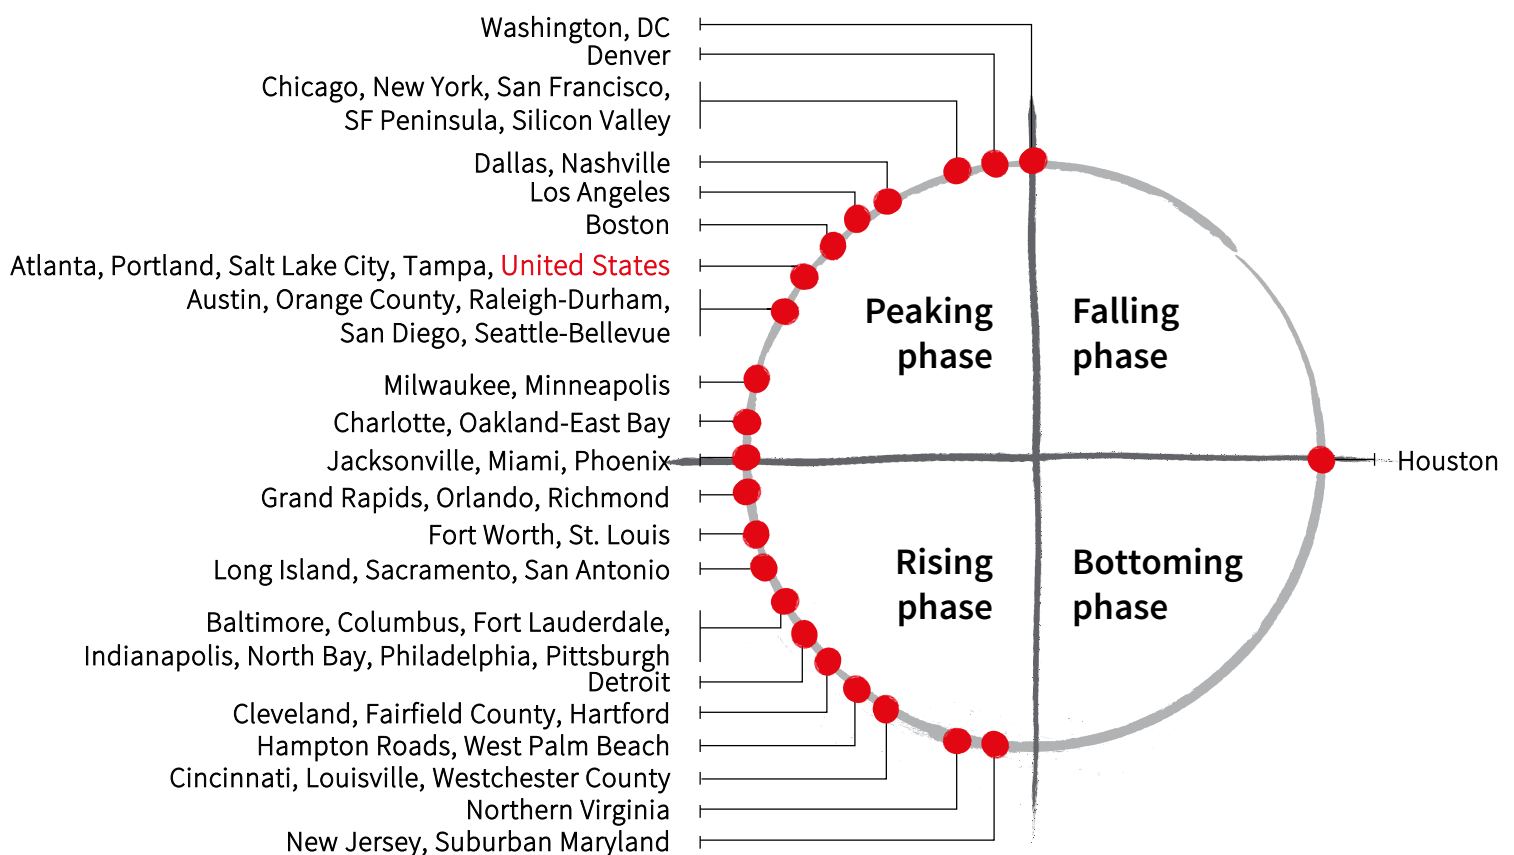 Washington, DC
Denver
Chicago, New York, San Francisco,
SF Peninsula, Silicon Valley
Dallas, Nashville
Los Angeles
Boston
Atlanta, Portland, Salt Lake City, Tampa, United States
Austin, Orange County, Raleigh-Durham,
San Diego, Seattle-Bellevue
Milwaukee, Minneapolis
Charlotte, Oakland-East Bay
Jacksonville, Miami, Phoenix
Grand Rapids, Orlando, Richmond
Fort Worth, St. Louis
Long Island, Sacramento, San Antonio
Baltimore, Columbus, Fort Lauderdale,
Indianapolis, North Bay, Philadelphia, Pittsburgh
Detroit
Cleveland, Fairfield County, Hartford
Hampton Roads, West Palm Beach
Cincinnati, Louisville, Westchester County
Northern Virginia
New Jersey, Suburban Maryland
Peaking
phase
Falling
phase
Rising
phase
Bottoming
phase
Houston